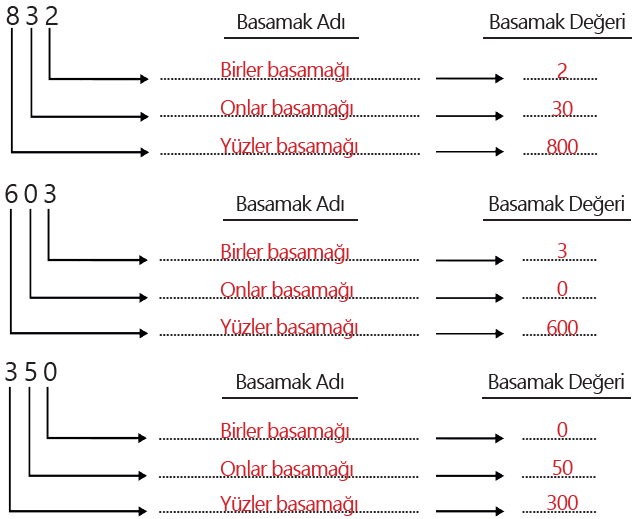 8 3 2 Basamak Adı Basamak Değeri
Birler basamağı 2
Onlar basamağı 30
Yüzler basamağı 800
6 0 3 Basamak Adı Basamak Değeri
Birler basamağı 3
Onlar basamağı 0
Yüzler basamağı 600
3 5 0 Basamak Adı Basamak Değeri
Birler basamağı 0
Onlar basamağı 50
Yüzler basamağı 300